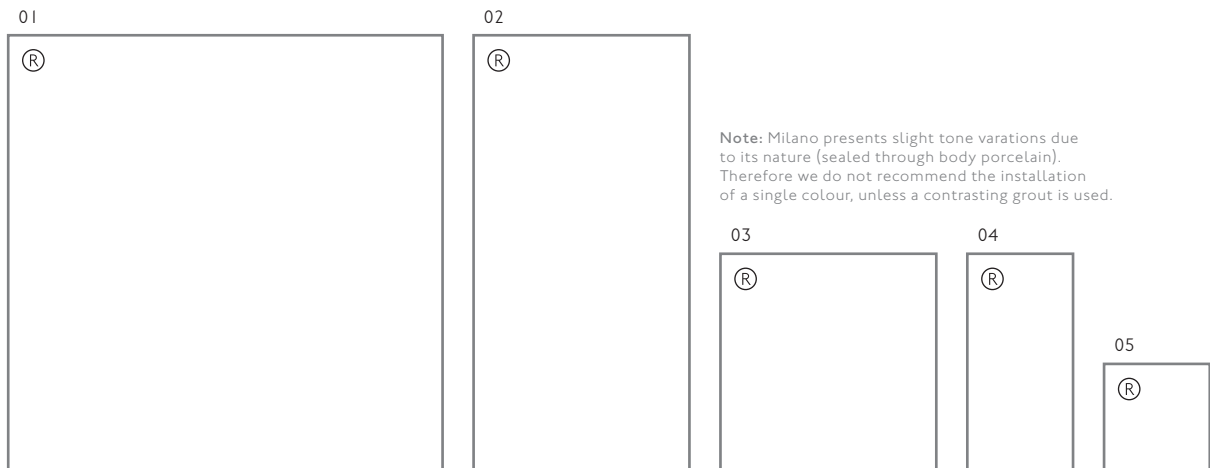 01
02
Ⓡ
Ⓡ
Note: Milano presents slight tone varations due
to its nature (sealed through body porcelain).
Therefore we do not recommend the installation
of a single colour, unless a contrasting grout is used.
03
04
Ⓡ
Ⓡ
05
Ⓡ